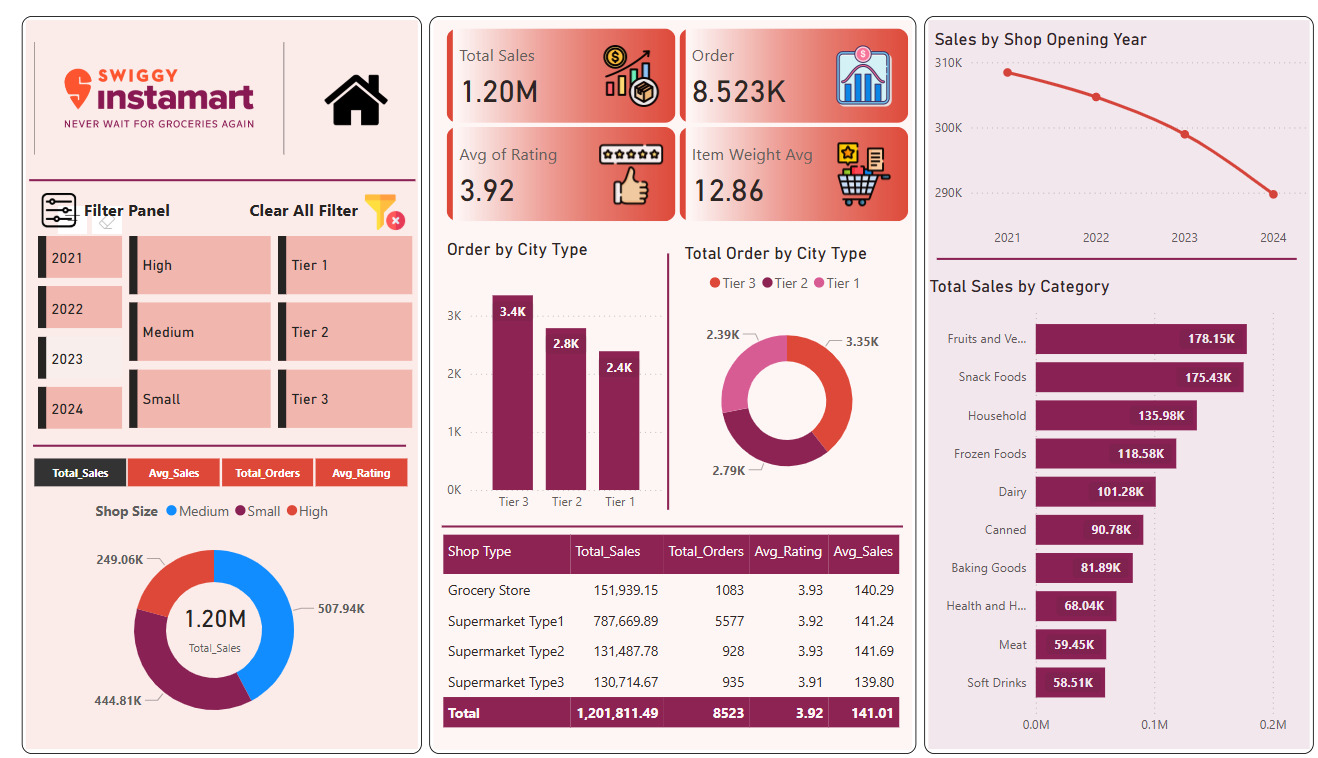 SWIGGY
instamart
NEVER WAIT FOR GROCERIES AGAIN
Filter Panel
Clear All Filter
2021
2022
2023
2024
High
Medium
Small
Tier 1
Tier 2
Tier 3
Total_Sales Avg_Sales Total_Orders Avg_Rating
Shop Size Medium Small High
249.06K
507.94K
444.81K
1.20M
Total_Sales
Total Sales
1.20M
Order
8.523K
Avg of Rating
3.92
Item Weight Avg
12.86
Order by City Type
3K
2K
1K
0K
3.4K
2.8K
2.4K
Tier 3 Tier 2 Tier 1
Total Order by City Type
Tier 3 Tier 2 Tier 1
2.39K
3.35K
2.79K
Shop Type Total_Sales Total_Orders Avg_Rating Avg_Sales
Grocery Store 151,939.15 1083 3.93 140.29
Supermarket Type1 787,669.89 5577 3.92 141.24
Supermarket Type2 131,487.78 928 3.93 141.69
Supermarket Type3 130,714.67 935 3.91 139.80
Total 1,201,811.49 8523 3.92 141.01
Sales by Shop Opening Year
310K
300K
290K
2021 2022 2023 2024
Total Sales by Category
Fruits and Ve... 178.15K
Snack Foods 175.43K
Household 135.98K
Frozen Foods 118.58K
Dairy 101.28K
Canned 90.78K
Baking Goods 81.89K
Health and H... 68.04K
Meat 59.45K
Soft Drinks 58.51K
0.0M 0.1M 0.2M